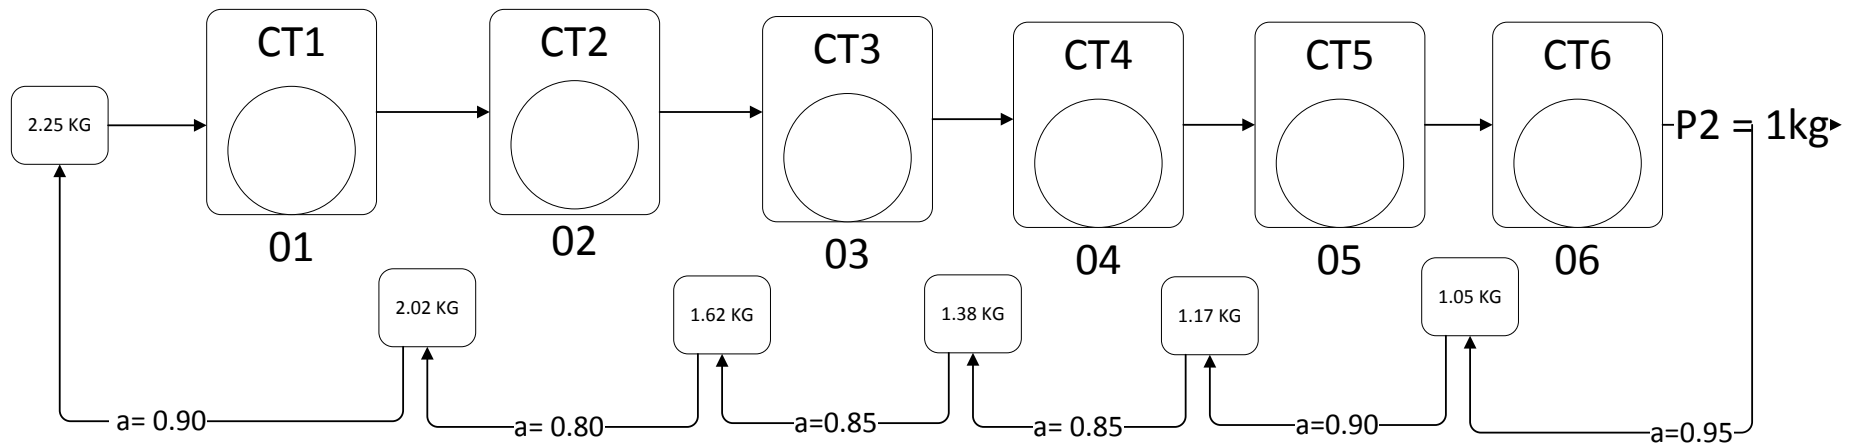 CT1
CT2
CT3
CT4
CT5
CT6
2.25 KG
P2 = 1kg
01
02
03
04
05
06
2.02 KG
1.62 KG
1.38 KG
1.17 KG
1.05 KG
a= 0.90
a= 0.80
a=0.85
a= 0.85
a=0.90
a=0.95